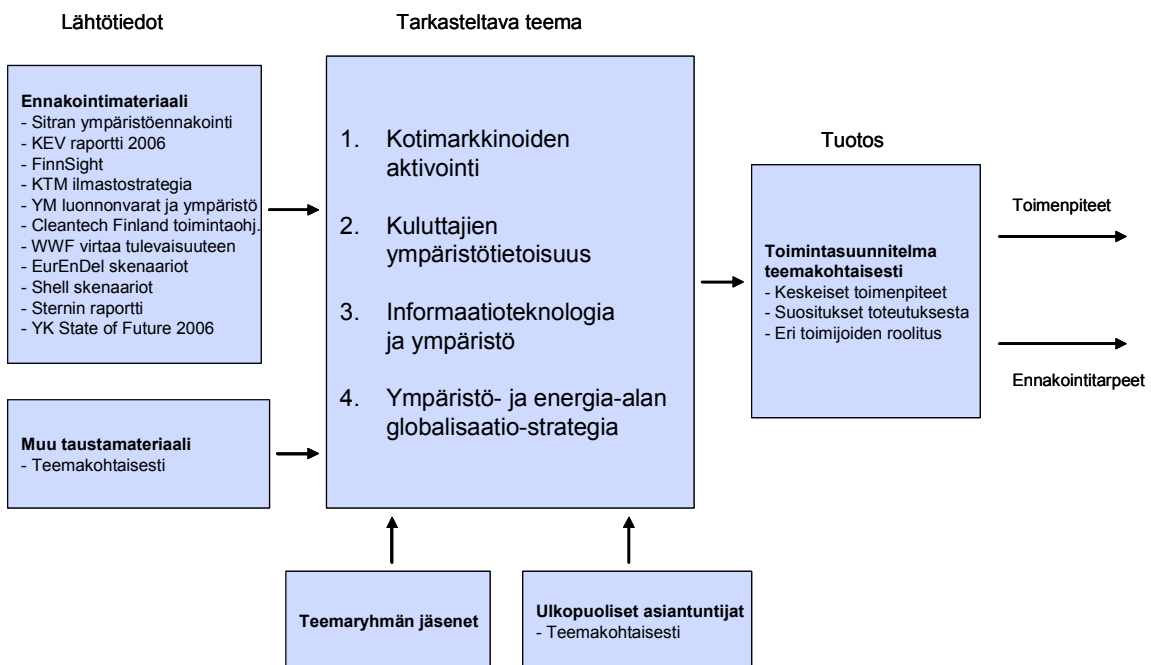 Lähtötiedot
Ennakointimateriaali
- Sitran ympäristöennakointi
- KEV raportti 2006
- FinnSight
- KTM ilmastostrategia
- YM luonnonvarat ja ympäristö
- Cleantech Finland toimintaohj.
- WWF virtaa tulevaisuuteen
- EurEnDel skenaariot
- Shell skenaariot
- Sternin raportti
- YK State of Future 2006
Muu taustamateriaali
- Teemakohtaisesti
Tarkasteltava teema
1. Kotimarkkinoiden
aktivointi
2. Kuluttajien
ympäristötietoisuus
3. Informaatioteknologia
ja ympäristö
4. Ympäristö- ja energia-alan
globalisaatio-strategia
Teemaryhmän jäsenet
Ulkopuoliset asiantuntijat
- Teemakohtaisesti
Tuotos
Toimintasuunnitelma
teemakohtaisesti
- Keskeiset toimenpiteet
- Suositukset toteutuksesta
- Eri toimijoiden roolitus
Toimenpiteet
Ennakointitarpeet